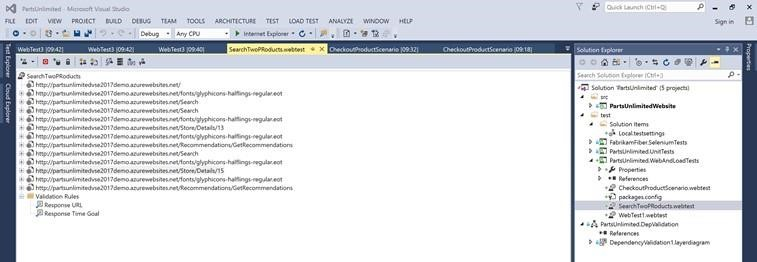 PartsUnlimited - Microsoft Visual Studio
Quick Launch (Ctrl+Q)
FILE EDIT VIEW PROJECT BUILD DEBUG TEAM TOOLS ARCHITECTURE TEST LOAD TEST ANALYZE WINDOW HELP
Sign in
Debug Any CPU Internet Explorer
Test Explorer
Cloud Explorer
WebTest3 [09:42] WebTest3 [09:42] WebTest3 [09:40] SearchTwoPRoducts.webtest CheckoutProductScenario [09:32] CheckoutProductScenario [09:18]
SearchTwoPRoducts
http://partsunlimitedvse2017demo.azurewebsites.net/
http://partsunlimitedvse2017demo.azurewebsites.net/fonts/glyphicons-halflings-regular.eot
http://partsunlimitedvse2017demo.azurewebsites.net/Search
http://partsunlimitedvse2017demo.azurewebsites.net/Search
http://partsunlimitedvse2017demo.azurewebsites.net/fonts/glyphicons-halflings-regular.eot
http://partsunlimitedvse2017demo.azurewebsites.net/Store/Details/13
http://partsunlimitedvse2017demo.azurewebsites.net/fonts/glyphicons-halflings-regular.eot
http://partsunlimitedvse2017demo.azurewebsites.net/Recommendations/GetRecommendations
http://partsunlimitedvse2017demo.azurewebsites.net/Search
http://partsunlimitedvse2017demo.azurewebsites.net/fonts/glyphicons-halflings-regular.eot
http://partsunlimitedvse2017demo.azurewebsites.net/Store/Details/15
http://partsunlimitedvse2017demo.azurewebsites.net/fonts/glyphicons-halflings-regular.eot
http://partsunlimitedvse2017demo.azurewebsites.net/Recommendations/GetRecommendations
Validation Rules
Response URL
Response Time Goal
Solution Explorer
Search Solution Explorer (Ctrl+;)
Solution 'PartsUnlimited' (5 projects)
src
PartsUnlimitedWebsite
test
Solution Items
Local.testsettings
FabrikamFiber.SeleniumTests
PartsUnlimited.UnitTests
PartsUnlimited.WebAndLoadTests
Properties
References
CheckoutProductScenario.webtest
packages.config
SearchTwoPRoducts.webtest
WebTest1.webtest
PartsUnlimited.DepValidation
References
DependencyValidation1.layerdiagram
Properties